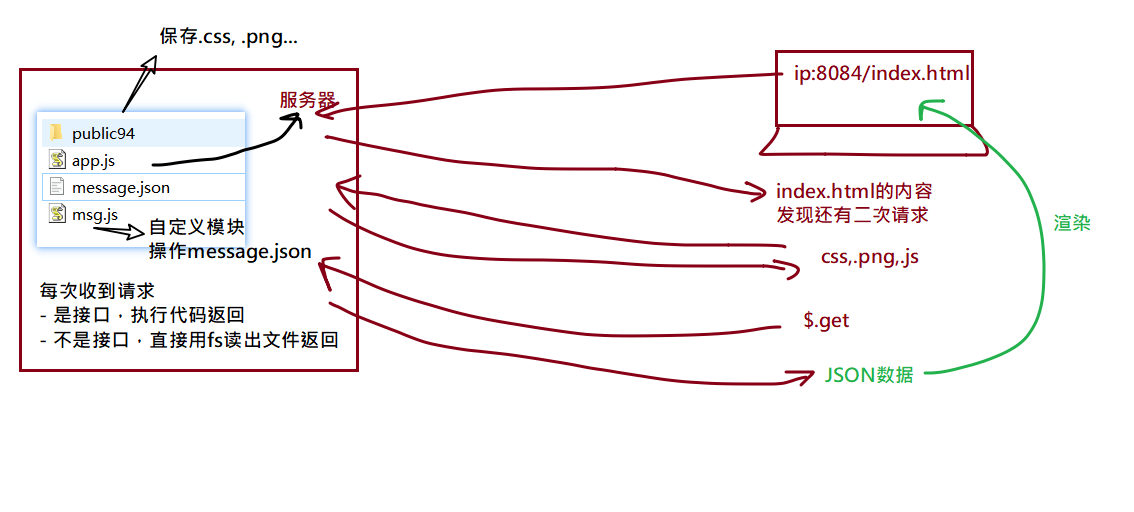 保存.css, .png...
服务器
public94
app.js
message.json
msg.js
自定义模块
操作message.json
每次收到请求
- 是接口，执行代码返回
- 不是接口，直接用fs读出文件返回
ip:8084/index.html
index.html的内容
发现还有二次请求
css,.png,.js
$.get
JSON数据
渲染